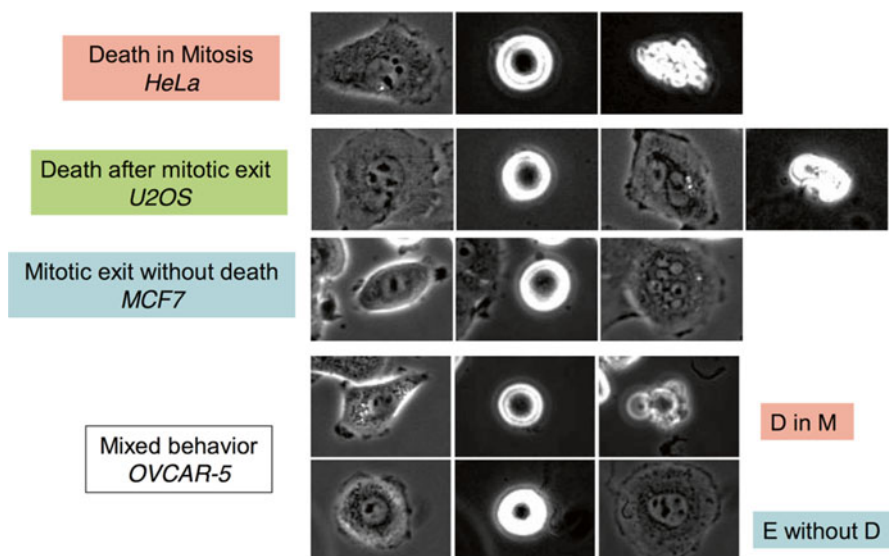 Death in Mitosis
HeLa
Death after mitotic exit
U2OS
Mitotic exit without death
MCF7
Mixed behavior
OVCAR-5
D in M
E without D